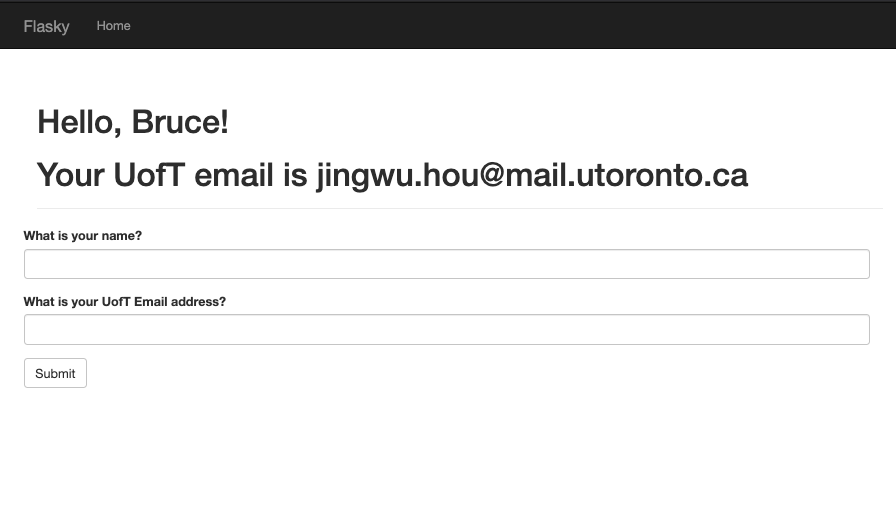 Flasky Home
Hello, Bruce!
Your UofT email is jingwu.hou@mail.utoronto.ca
What is your name?
What is your UofT Email address?
Submit